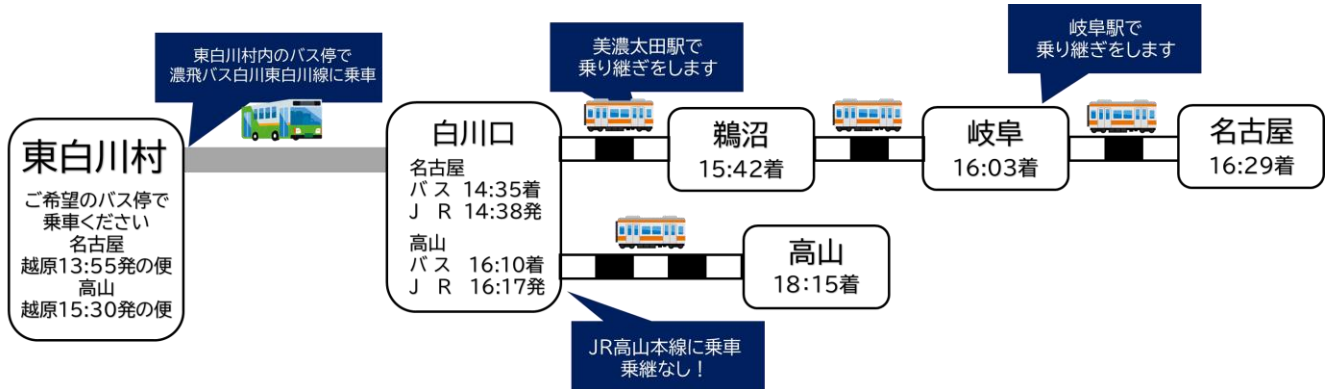 東白川村内のバス停で
濃飛バス白川東白川線に乗車
美濃太田駅で
乗り継ぎをします
岐阜駅で
乗り継ぎをします
東白川村
ご希望のバス停で
乗車ください
名古屋
越原13:55発の便
高山
越原15:30発の便
白川口
名古屋
バス 14:35着
J R 14:38発
高山
バス 16:10着
J R 16:17発
鵜沼
15:42着
岐阜
16:03着
名古屋
16:29着
高山
18:15着
JR高山本線に乗車
乗継なし!